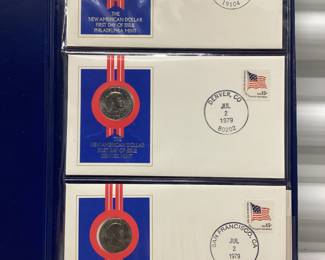 THE
NEW AMERICAN DOLLAR
FIRST DAY OF ISSUE
PHILADELPHIA MINT
19104
THE
NEW AMERICAN DOLLAR
FIRST DAY OF ISSUE
DENVER MINT
DENVER, CO
JUL
2
1979
80202
SAN FRANCISCO, CA
JUL
2
1979